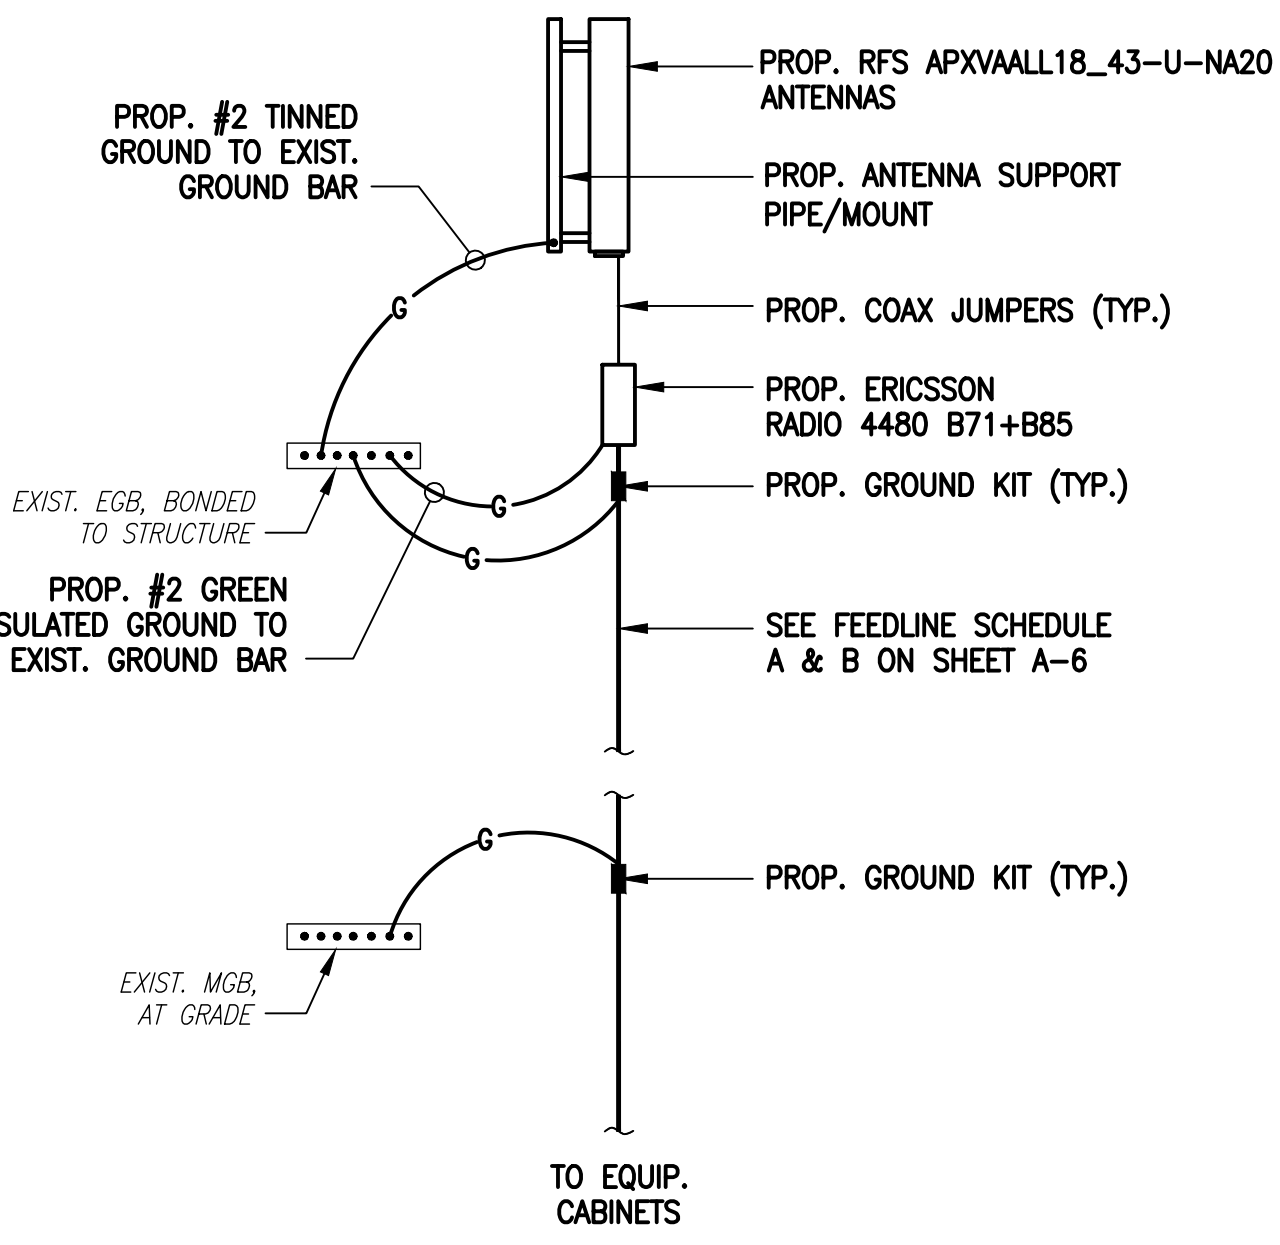 PROP. RFS APXVAALL18_43-U-NA20
ANTENNAS
PROP. #2 TINNED
GROUND TO EXIST.
GROUND BAR
PROP. ANTENNA SUPPORT
PIPE/MOUNT
G
PROP. COAX JUMPERS (TYP.)
PROP. ERICSSON
RADIO 4480 B71+B85
EXIST. EGB, BONDED
TO STRUCTURE
G
PROP. GROUND KIT (TYP.)
G
PROP. #2 GREEN
SULATED GROUND TO
EXIST. GROUND BAR
SEE FEEDLINE SCHEDULE
A & B ON SHEET A-6
G
PROP. GROUND KIT (TYP.)
EXIST. MGB,
AT GRADE
TO EQUIP.
CABINETS